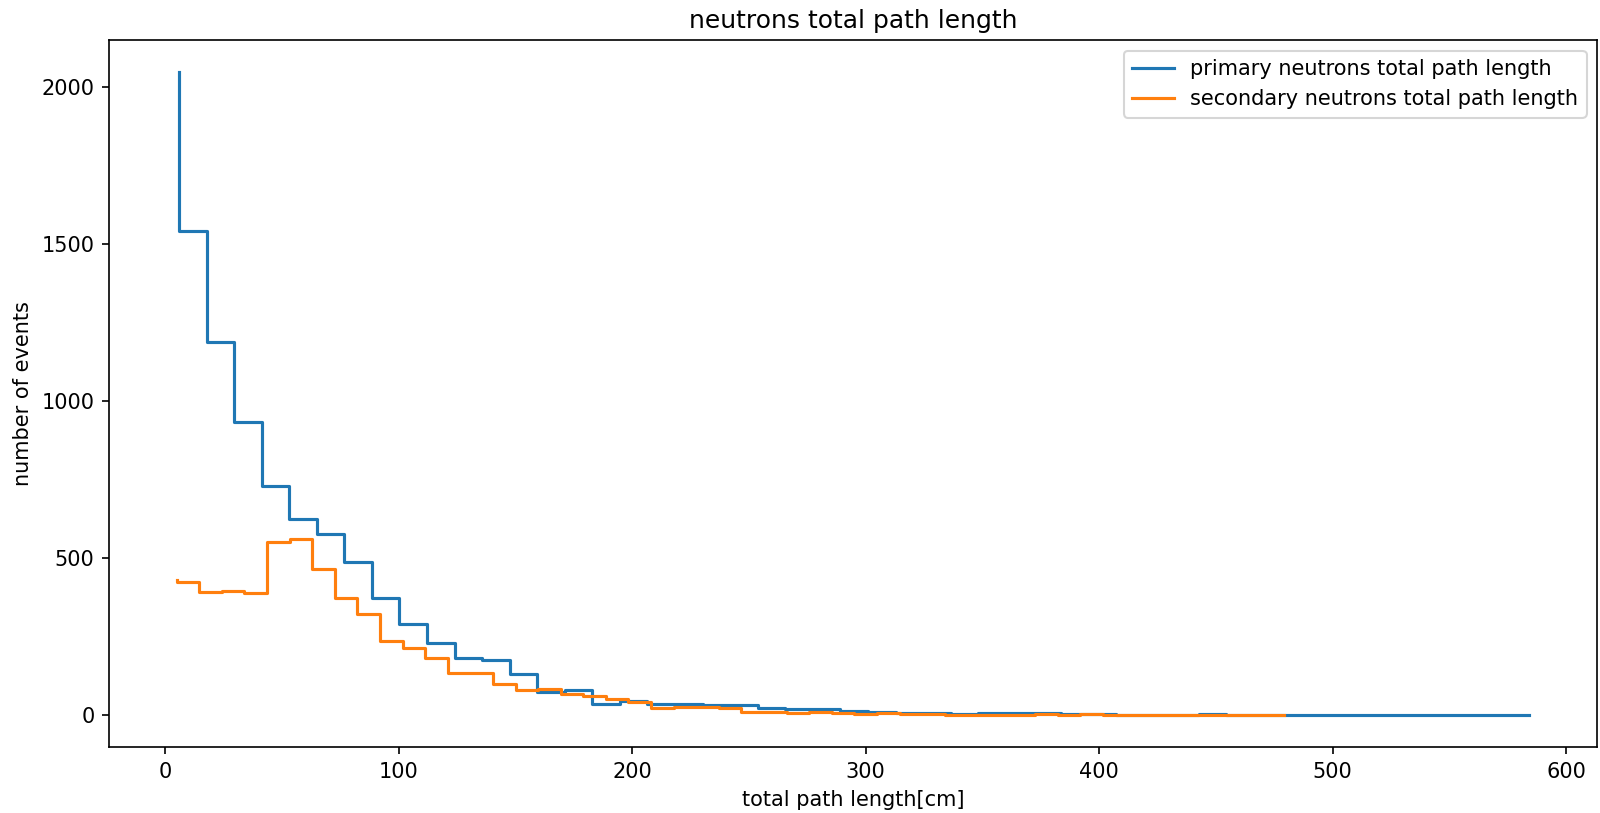 neutrons total path length
primary neutrons total path length
secondary neutrons total path length
number of events
2000
1500
1000
500
0
0 100 200 300 400 500 600
total path length[cm]